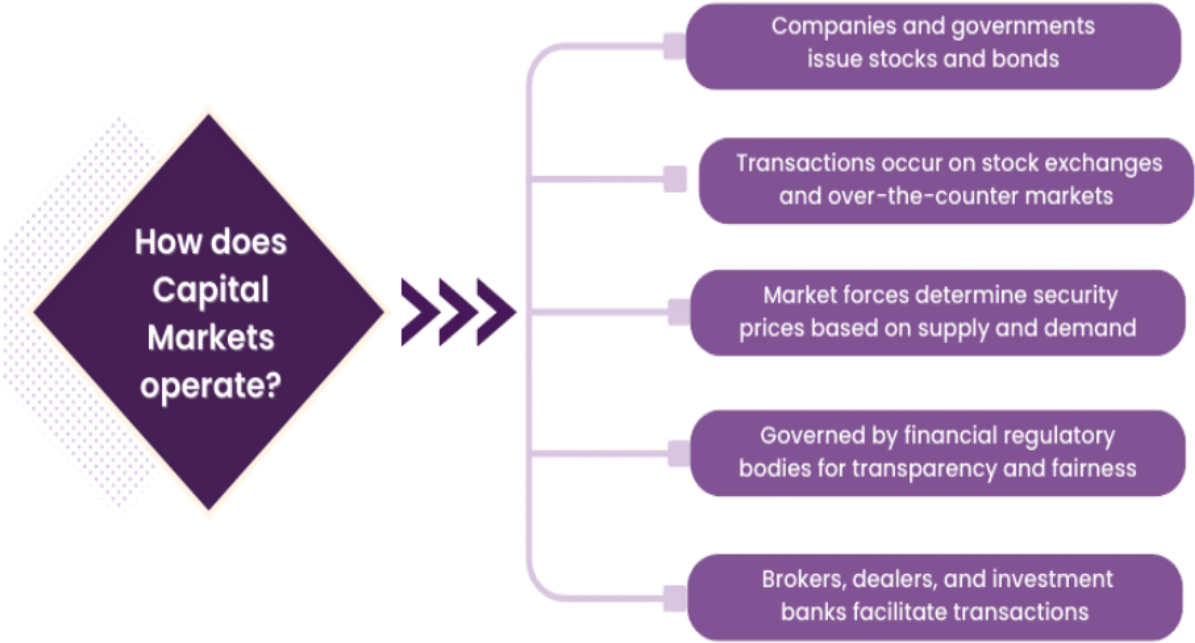 How does
Capital
Markets
operate?
Companies and governments
issue stocks and bonds
Transactions occur on stock exchanges
and over-the-counter markets
Market forces determine security
prices based on supply and demand
Governed by financial regulatory
bodies for transparency and fairness
Brokers, dealers, and investment
banks facilitate transactions